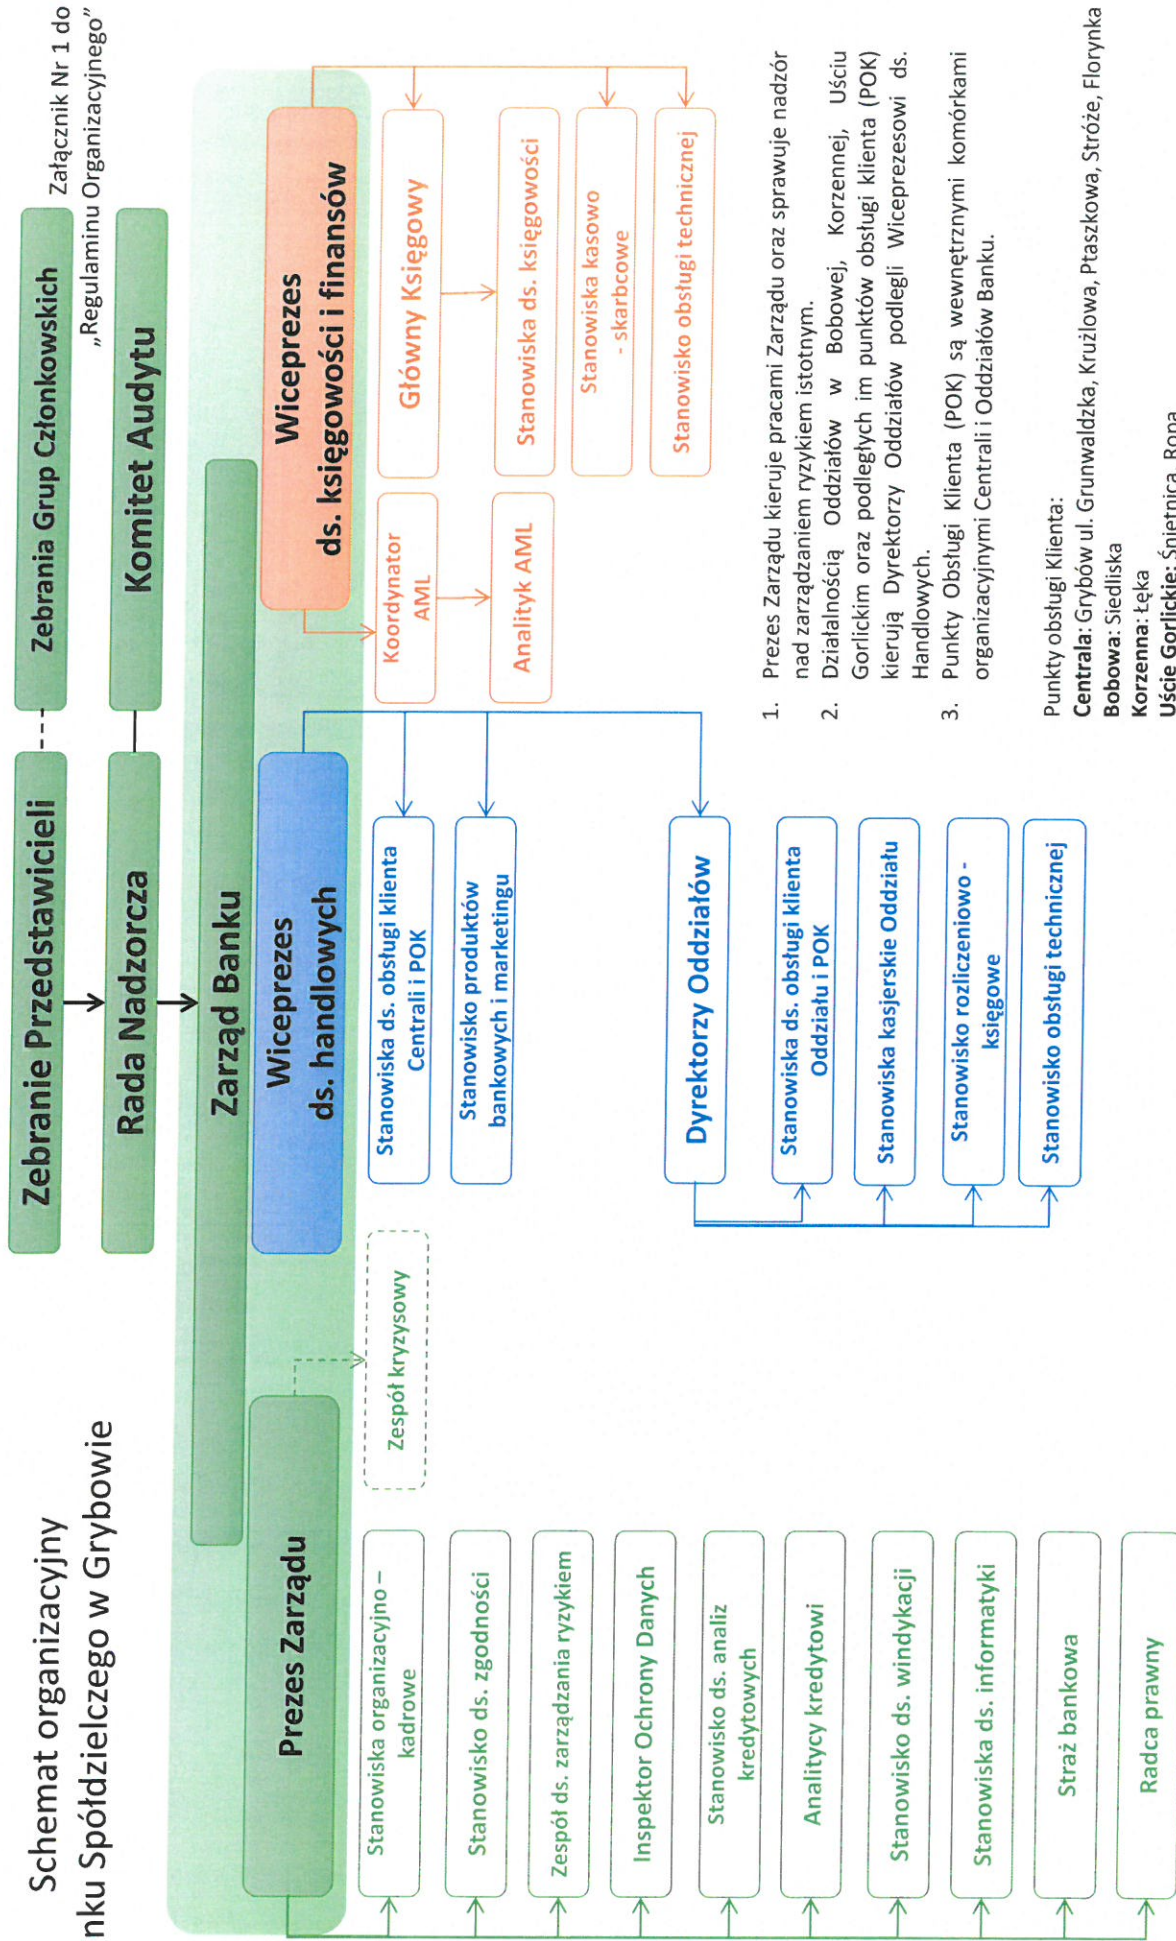 Schemat organizacyjny
nku Spółdzielczego w Grybowie
Załącznik Nr 1 do
„Regulaminu Organizacyjnego”
Zebranie Przedstawicieli
Zebrania Grup Członkowskich
Rada Nadzorcza
Komitet Audytu
Zarząd Banku
Prezes Zarządu
Wiceprezes
ds. handlowych
Wiceprezes
ds. księgowości i finansów
Zespół kryzysowy
Stanowiska organizacyjno –
kadrowe
Stanowisko ds. zgodności
Zespół ds. zarządzania ryzykiem
Inspektor Ochrony Danych
Stanowisko ds. analiz
kredytowych
Analitycy kredytowi
Stanowisko ds. windykacji
Stanowiska ds. informatyki
Straż bankowa
Radca prawny
Stanowiska ds. obsługi klienta
Centrali i POK
Stanowisko produktów
bankowych i marketingu
Dyrektorzy Oddziałów
Stanowiska ds. obsługi klienta
Oddziału i POK
Stanowiska kasjerskie Oddziału
Stanowisko rozliczeniowo -
księgowe
Stanowisko obsługi technicznej
Koordynator
AML
Analityk AML
Główny Księgowy
Stanowiska ds. księgowości
Stanowiska kasowo
- skarbcowe
Stanowisko obsługi technicznej
1. Prezes Zarządu kieruje pracami Zarządu oraz sprawuje nadzór
nad zarządzaniem ryzykiem istotnym.
2. Działalnością Oddziałów w Bobowej, Korzennej, Uściu
Gorlickim oraz podległych im punktów obsługi klienta (POK)
kierują Dyrektorzy Oddziałów podlegli Wiceprezesowi ds.
Handlowych.
3. Punkty Obsługi Klienta (POK) są wewnętrznymi komórkami
organizacyjnymi Centrali i Oddziałów Banku.
Punkty obsługi Klienta:
Centrala: Grybów ul. Grunwaldzka, Krużlowa, Ptaszkowa, Stróże, Florynka
Bobowa: Siedliska
Korzenna: Łęka
Uście Gorlickie: Śnietnica, Ropa